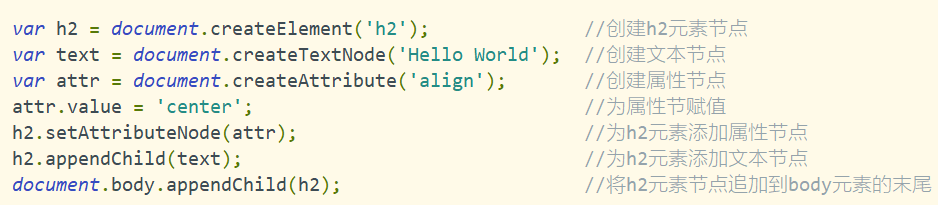 var h2 = document.createElement('h2'); //创建h2元素节点
var text = document.createTextNode('Hello World'); //创建文本节点
var attr = document.createAttribute('align'); //创建属性节点
attr.value = 'center'; //为属性节赋值
h2.setAttributeNode(attr); //为h2元素添加属性节点
h2.appendChild(text); //为h2元素添加文本节点
document.body.appendChild(h2); //将h2元素节点追加到body元素的末尾